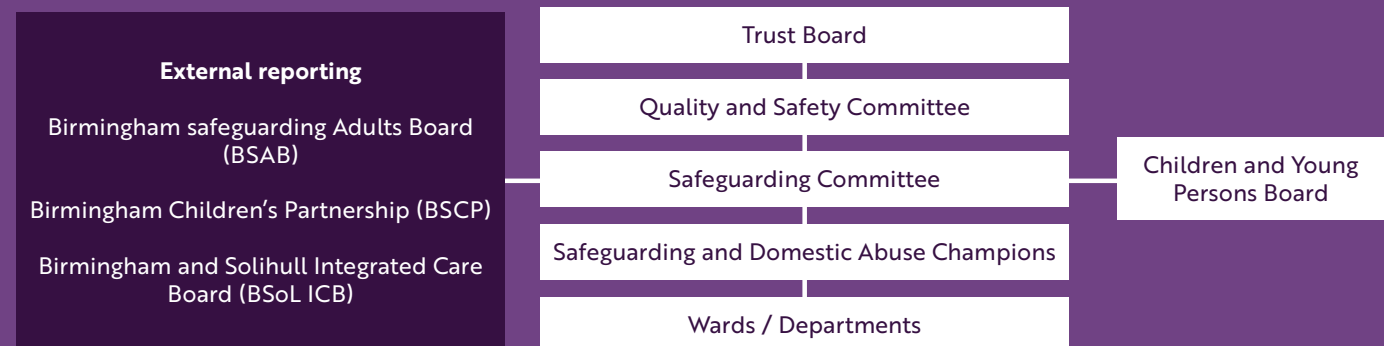 External reporting
Birmingham safeguarding Adults Board
(BSAB)
Birmingham Children’s Partnership (BSCP)
Birmingham and Solihull Integrated Care
Board (BSoL ICB)
Trust Board
Quality and Safety Committee
Safeguarding Committee
Safeguarding and Domestic Abuse Champions
Wards / Departments
Children and Young
Persons Board